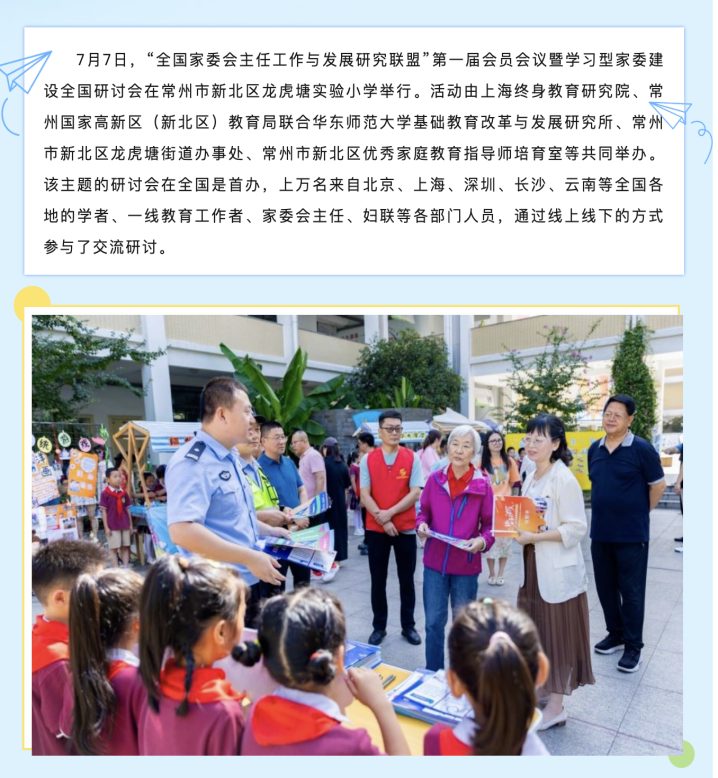 7月7日，“全国家委会主任工作与发展研究联盟”第一届会员会议暨学习型家委建
设全国研讨会在常州市新北区龙虎塘实验小学举行。活动由上海终身教育研究院、常
州国家高新区（新北区）教育局联合华东师范大学基础教育改革与发展研究所、常州
市新北区龙虎塘街道办事处、常州市新北区优秀家庭教育指导师培育室等共同举办。
该主题的研讨会在全国是首办，上万名来自北京、上海、深圳、长沙、云南等全国各
地的学者、一线教育工作者、家委会主任、妇联等各部门人员，通过线上线下的方式
参与了交流研讨。